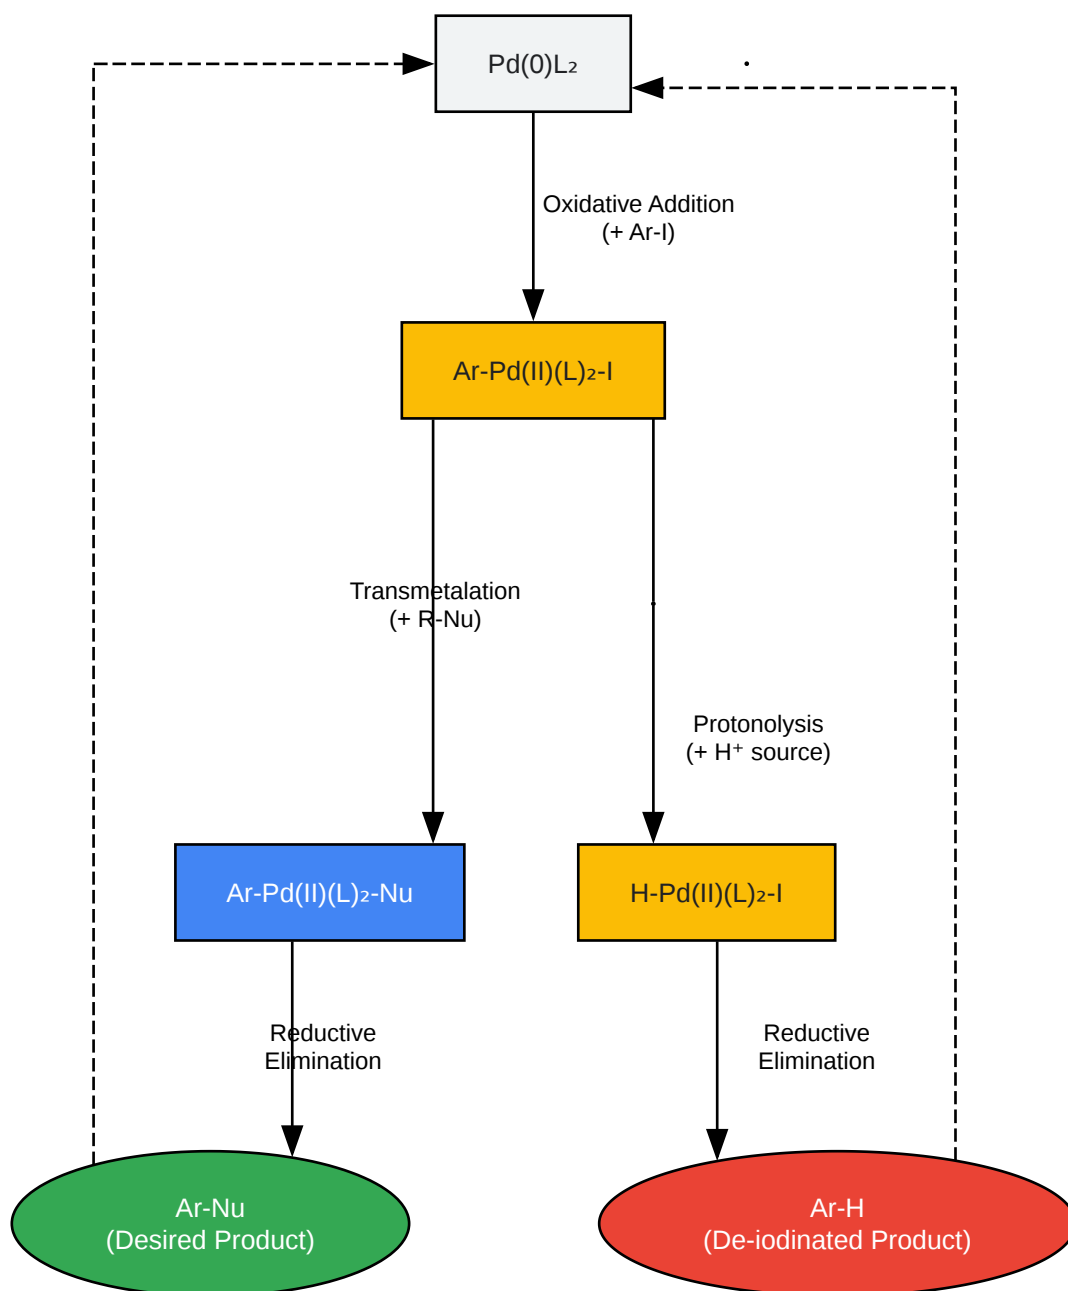 Pd(0)L₂
Oxidative Addition
(+ Ar-I)
Ar-Pd(II)(L)₂-I
Transmetalation
(+ R-Nu)
Protonolysis
(+ H⁺ source)
Ar-Pd(II)(L)₂-Nu
H-Pd(II)(L)₂-I
Reductive
Elimination
Reductive
Elimination
Ar-Nu
(Desired Product)
Ar-H
(De-iodinated Product)